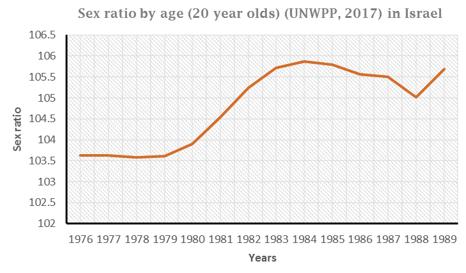 Sex ratio by age (20 year olds) (UNWPP, 2017) in Israel
106.5
106
105.5
105
104.5
104
103.5
103
102.5
102
Sex ratio
1976 1977 1978 1979 1980 1981 1982 1983 1984 1985 1986 1987 1988 1989
Years